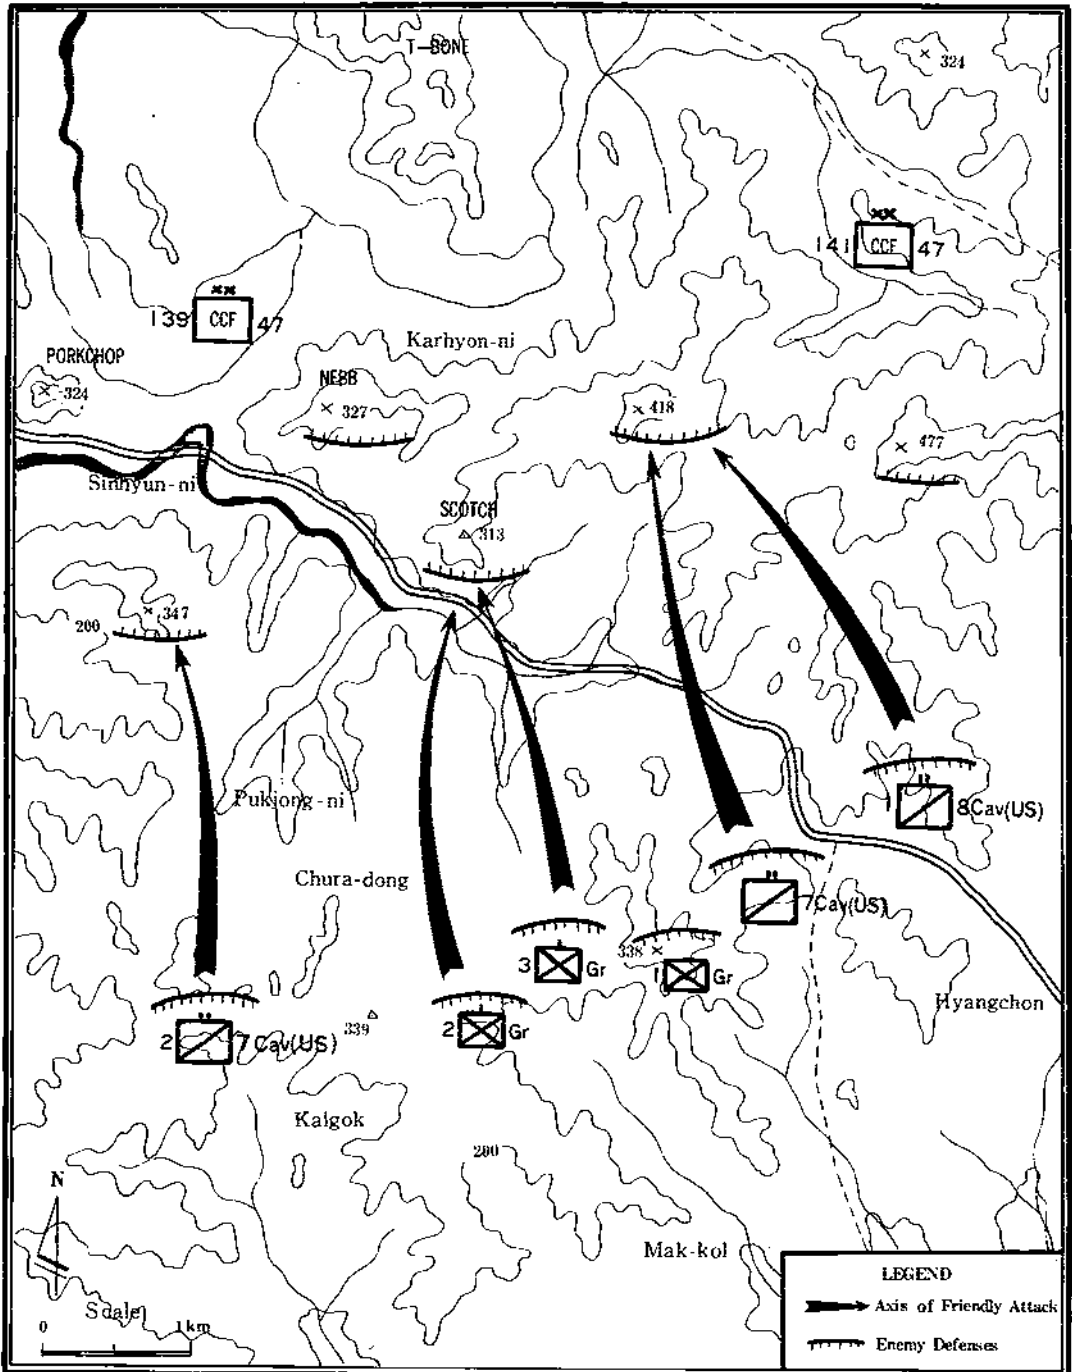 T-BONE
324
141 CCF 47
139 CCF 47
Karhyon-ni
PORKCHOP
324
NEBB
327
418
477
Sinhyun-ni
SCOTCH
313
347
200
Pukjong-ni
8Cav(US)
Chura-dong
7Cav(US)
3 Gr
338
1 Gr
Hyangchon
2 7Cav(US)
339
2 Gr
Kalgok
200
N
Mak-kol
LEGEND
Axis of Friendly Attack
Enemy Defenses
Scale
0 1km